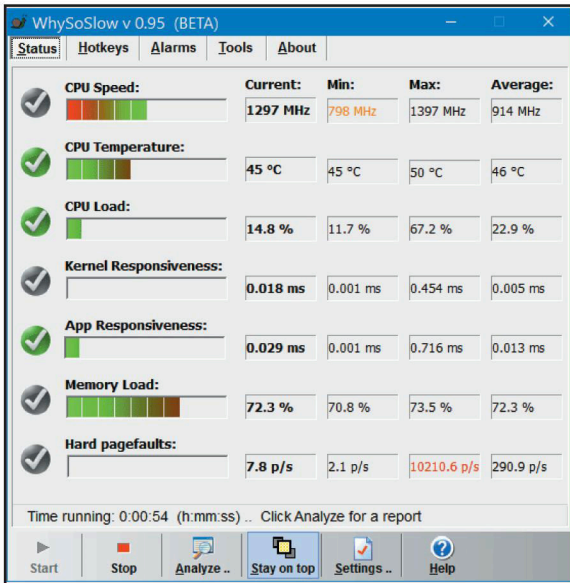 WhySoSlow v 0.95 (BETA)
Status Hotkeys Alarms Tools About
CPU Speed: Current: Min: Max: Average:
1297 MHz 798 MHz 1397 MHz 914 MHz
CPU Temperature:
45 °C 45 °C 50 °C 46 °C
CPU Load:
14.8 % 11.7 % 67.2 % 22.9 %
Kernel Responsiveness:
0.018 ms 0.001 ms 0.454 ms 0.005 ms
App Responsiveness:
0.029 ms 0.001 ms 0.716 ms 0.013 ms
Memory Load:
72.3 % 70.8 % 73.5 % 72.3 %
Hard pagefaults:
7.8 p/s 2.1 p/s 10210.6 p/s 290.9 p/s
Time running: 0:00:54 (h:mm:ss) .. Click Analyze for a report
Start Stop Analyze .. Stay on top Settings .. Help